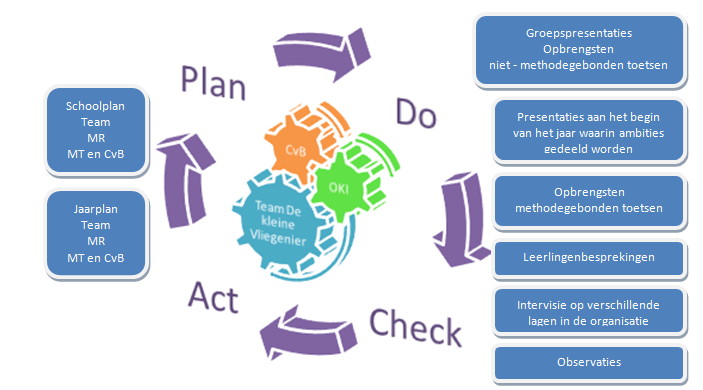 Plan
Do
Check
Act
CvB
OKI
Team De
kleine
Vliegenier
Schoolplan
Team
MR
MT en CvB
Jaarplan
Team
MR
MT en CvB
Groepspresentaties
Opbrengsten
niet - methodegebonden toetsen
Presentaties aan het begin
van het jaar waarin ambities
gedeeld worden
Opbrengsten
methodegebonden toetsen
Leerlingenbesprekingen
Intervisie op verschillende
lagen in de organisatie
Observaties